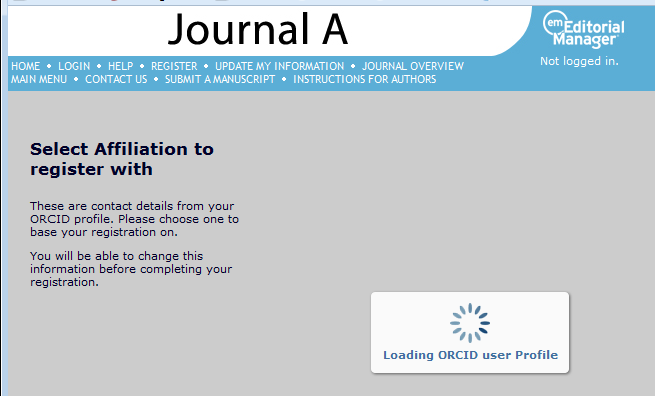 Journal A
em Editorial
Manager®
Not logged in.
HOME • LOGIN • HELP • REGISTER • UPDATE MY INFORMATION • JOURNAL OVERVIEW
MAIN MENU • CONTACT US • SUBMIT A MANUSCRIPT • INSTRUCTIONS FOR AUTHORS
Select Affiliation to
register with
These are contact details from your
ORCID profile. Please choose one to
base your registration on.
You will be able to change this
information before completing your
registration.
Loading ORCID user Profile